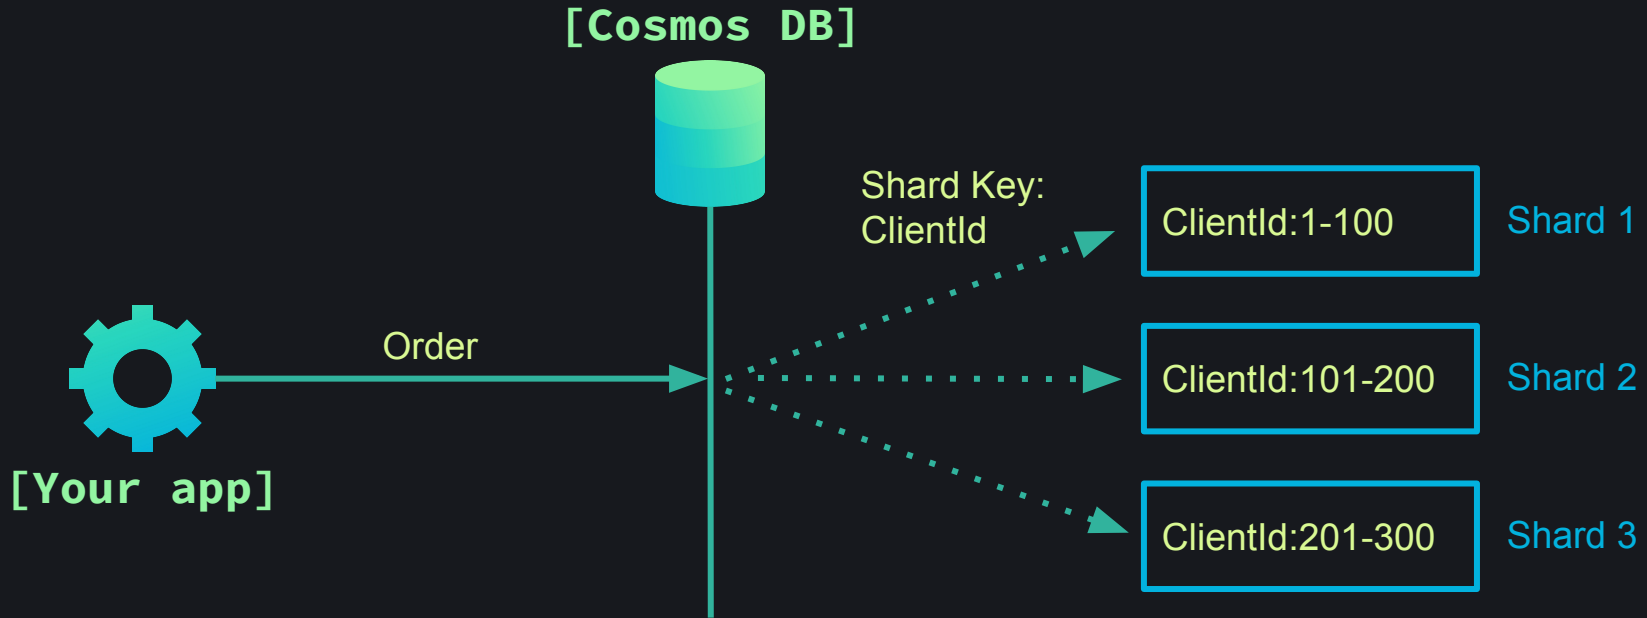 [Cosmos DB]
Shard Key:
ClientId
ClientId:1-100
Shard 1
Order
ClientId:101-200
Shard 2
[Your app]
ClientId:201-300
Shard 3